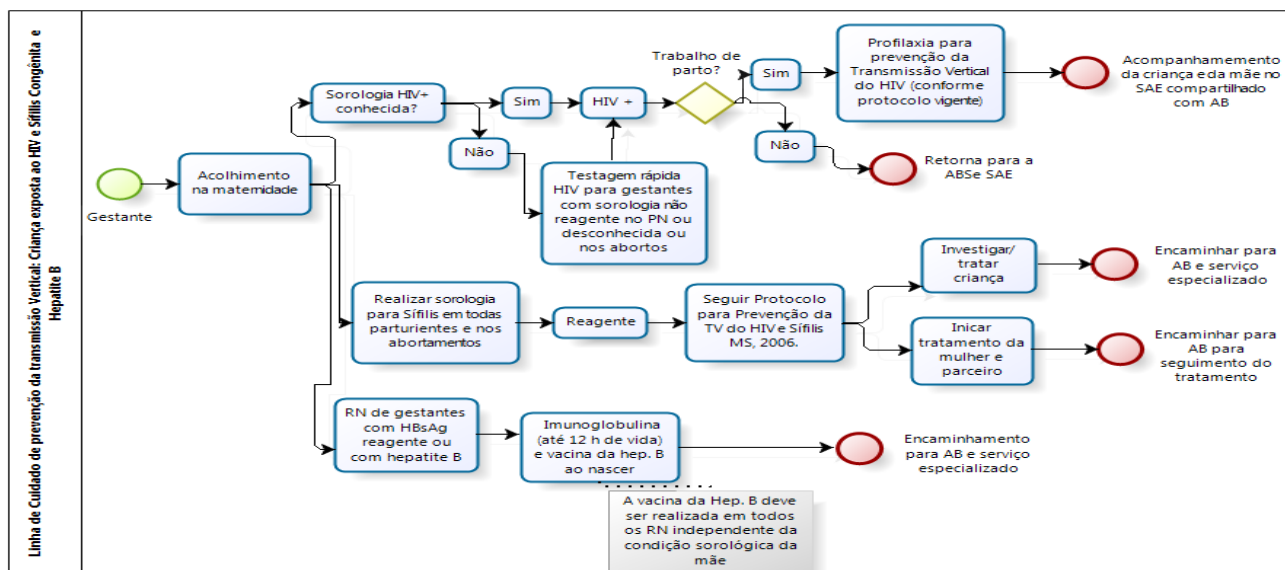 Linha de Cuidado de prevenção da transmissão Vertical: Criança exposta ao HIV e Sífilis Congênita e
Hepatite B
Gestante
Acolhimento
na maternidade
Sorologia HIV+
conhecida?
Sim
Não
HIV +
Testagem rápida
HIV para gestantes
com sorologia não
reagente no PN ou
desconhecida ou
nos abortos
Trabalho de
parto?
Sim
Não
Profilaxia para
prevenção da
Transmissão Vertical
do HIV (conforme
protocolo vigente)
Acompanhamemento
da criança e da mãe no
SAE compartilhado
com AB
Retorna para a
ABSe SAE
Realizar sorologia
para Sífilis em todas
parturientes e nos
abortamentos
Reagente
Seguir Protocolo
para Prevenção da
TV do HIV e Sífilis
MS, 2006.
Investigar/
tratar
criança
Encaminhar para
AB e serviço
especializado
Inicar
tratamento da
mulher e
parceiro
Encaminhar para
AB para
seguimento do
tratamento
RN de gestantes
com HBsAg
reagente ou
com hepatite B
Imunoglobulina
(até 12 h de vida)
e vacina da hep. B
ao nascer
Encaminhamento
para AB e serviço
especializado
A vacina da Hep. B deve
ser realizada em todos
os RN independente da
condição sorológica da
mãe